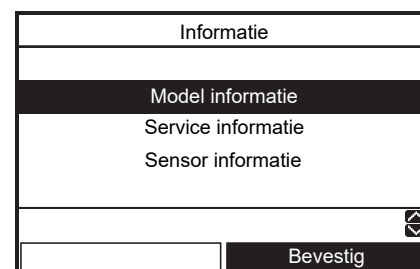 Informatie
Model informatie
Service informatie
Sensor informatie
Bevestig